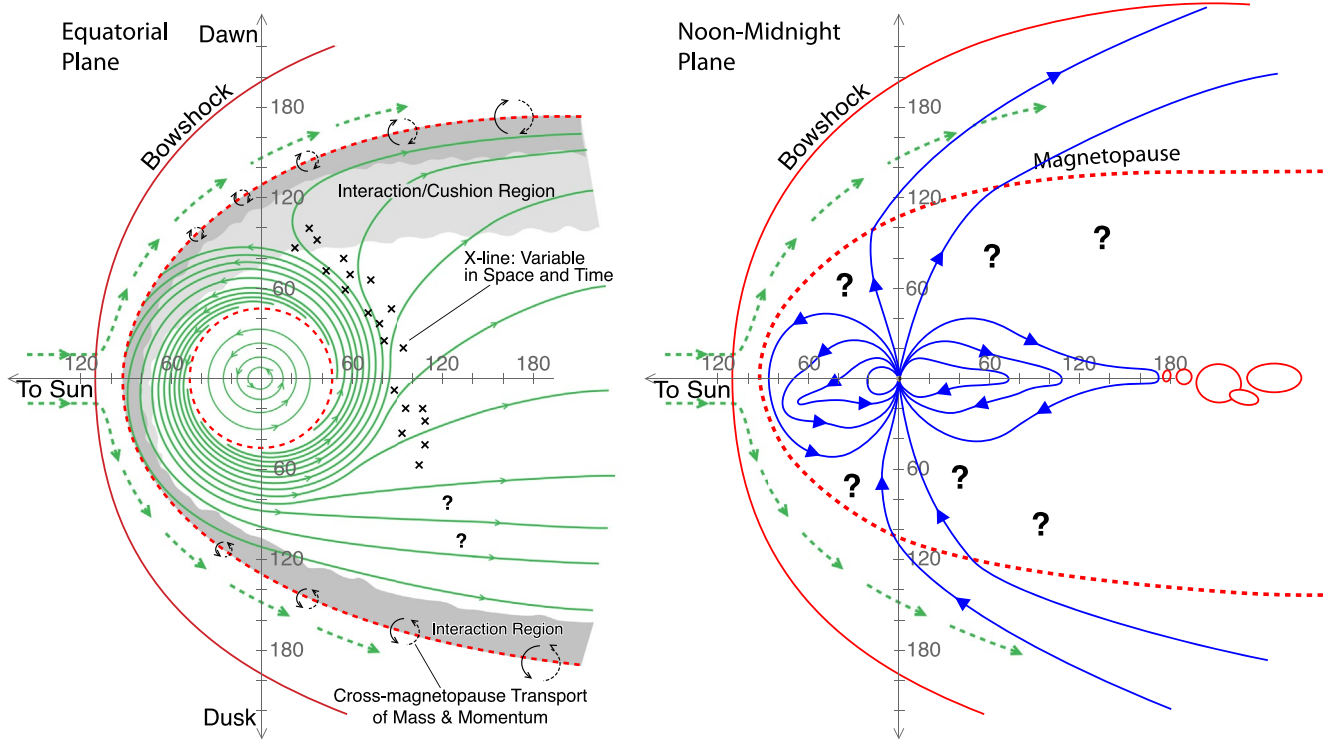 Equatorial
Plane
Dawn
Bowshock
180
120
Interaction/Cushion Region
X-line: Variable
in Space and Time
60
120
60
60
120
180
To Sun
60
?
?
120
Interaction Region
180
Cross-magnetopause Transport
of Mass & Momentum
Dusk
Noon-Midnight
Plane
Bowshock
180
Magnetopause
120
?
?
?
60
120
60
180
To Sun
60
?
?
?
120
180